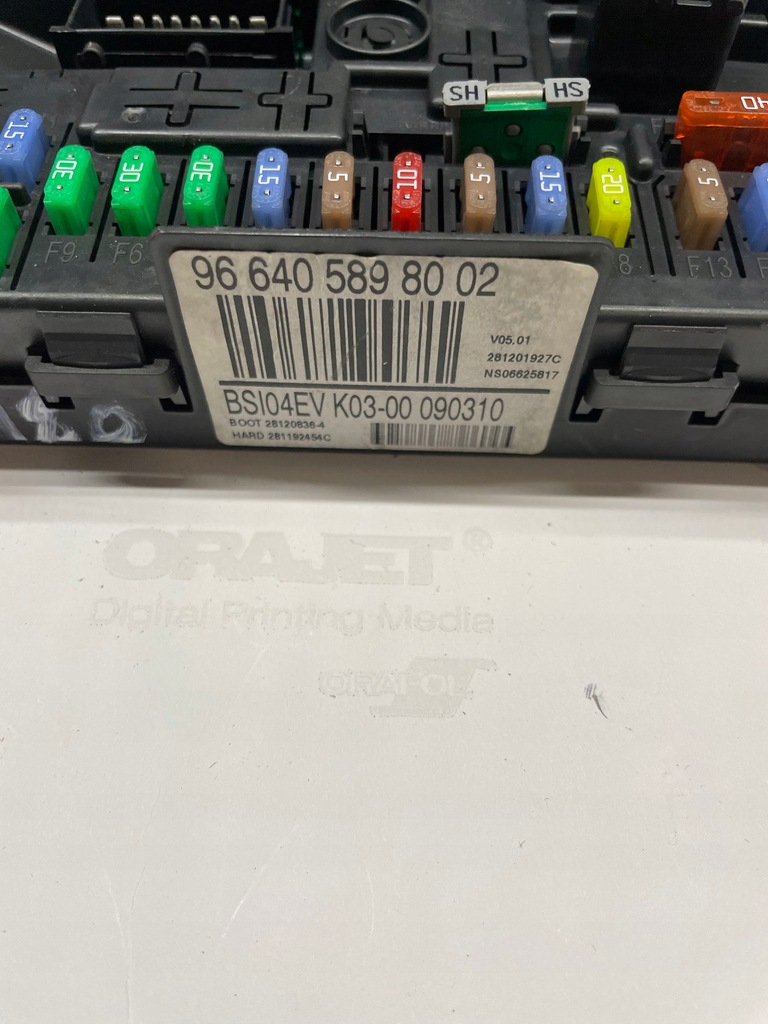 SH HS
40
15 30 30 30 15 5 10 5 15 20 5
F9 F6 8 F13 F
96 640 589 80 02
V05.01
281201927C
NS06625817
BSI04EV K03-00 090310
BOOT 28120836-4
HARD 281192454C
ORAJET®
Digital Printing Media
ORAFOL